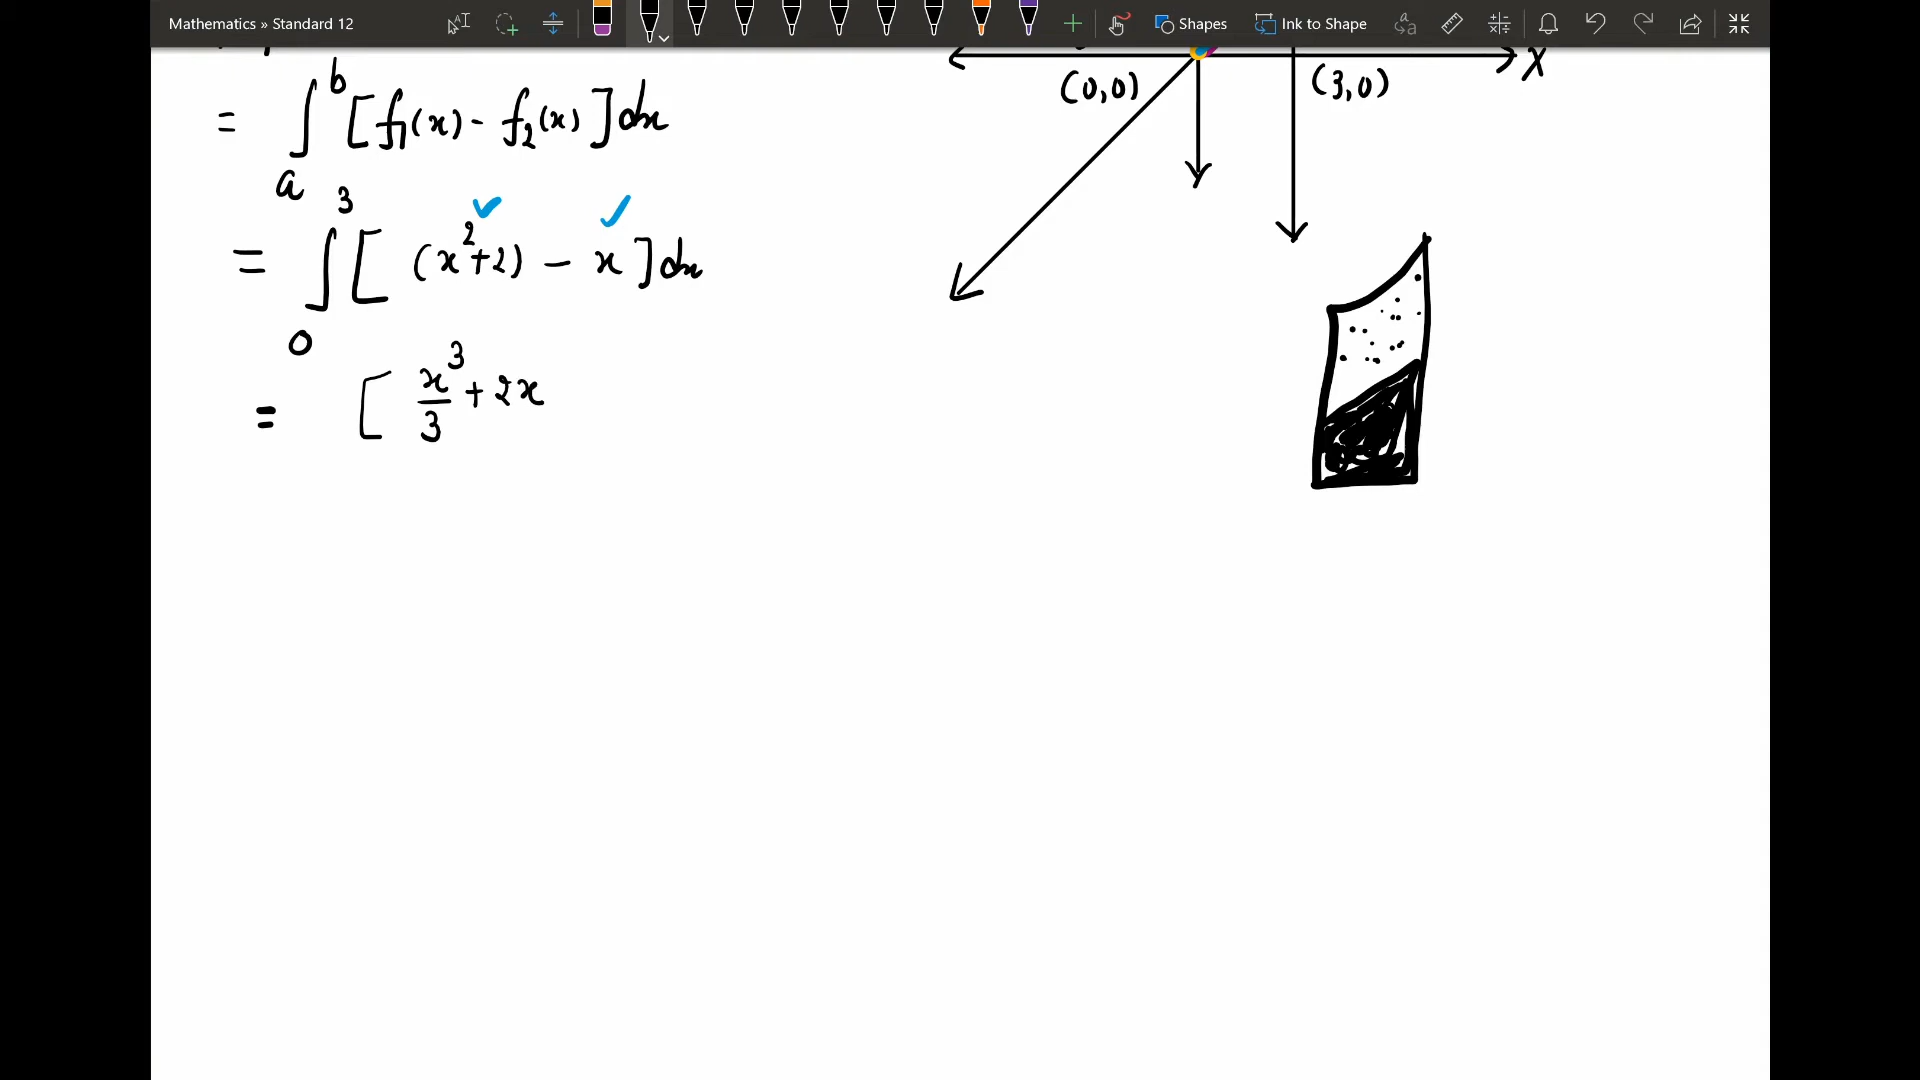 Mathematics » Standard 12
Shapes
Ink to Shape
= ∫ₐᵇ [f₁(x) - f₂(x)] dx
= ∫₀³ [ (x²+2) - x ] dx
= [ x³/3 + 2x
(0,0)
(3,0)
X